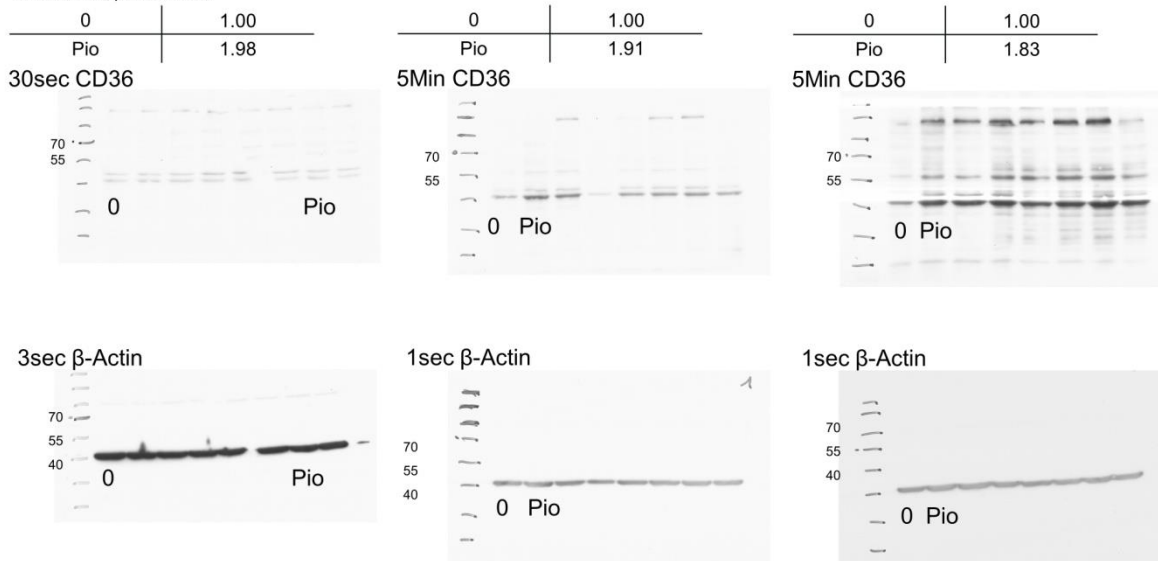 0 1.00
Pio 1.98
0 1.00
Pio 1.91
0 1.00
Pio 1.83
30sec CD36
70
55
0 Pio
5Min CD36
70
55
0 Pio
5Min CD36
70
55
0 Pio
3sec β-Actin
70
55
40
0 Pio
1sec β-Actin
1
70
55
40
0 Pio
1sec β-Actin
70
55
40
0 Pio